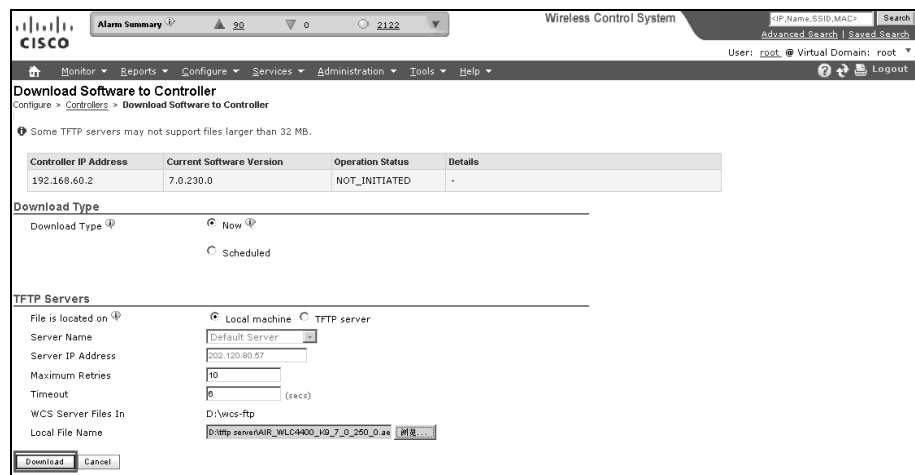 Alarm Summary 90 0 2122
Wireless Control System
<IP,Name,SSID,MAC> Search
Advanced Search | Saved Search
CISCO
User: root @ Virtual Domain: root
Monitor Reports Configure Services Administration Tools Help Logout
Download Software to Controller
Configure > Controllers > Download Software to Controller
Some TFTP servers may not support files larger than 32 MB.
Controller IP Address Current Software Version Operation Status Details
192.168.60.2 7.0.230.0 NOT_INITIATED -
Download Type
Download Type Now
Scheduled
TFTP Servers
File is located on Local machine TFTP server
Server Name Default Server
Server IP Address 202.120.80.57
Maximum Retries 10
Timeout 6 (secs)
WCS Server Files In D:\wcs-ftp
Local File Name D:\tftp server\AIR_WLC4400_K9_7_0_250_0.ae 浏览...
Download Cancel